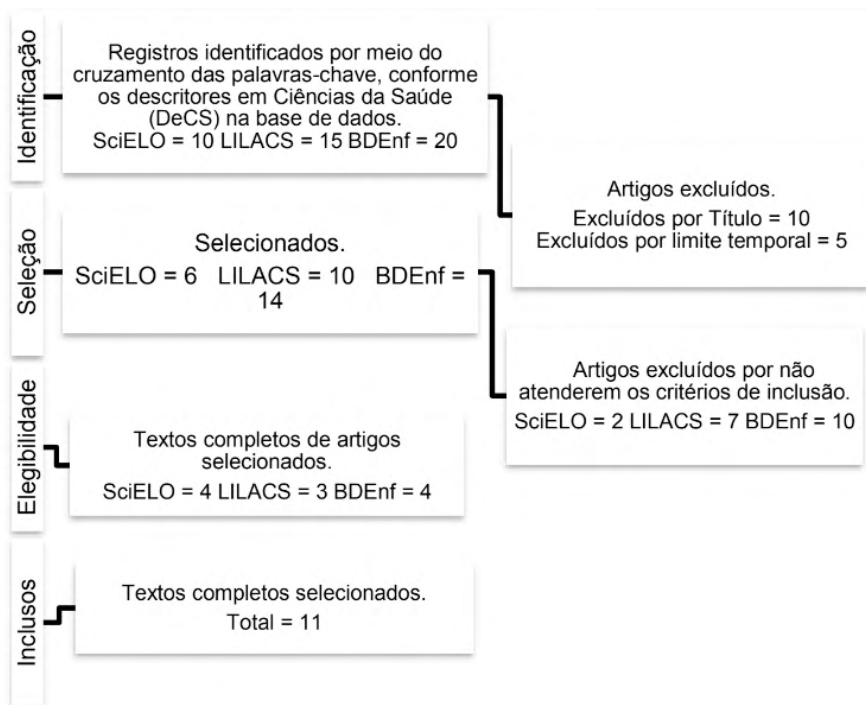 Identificação
Registros identificados por meio do
cruzamento das palavras-chave, conforme
os descritores em Ciências da Saúde
(DeCS) na base de dados.
SciELO = 10 LILACS = 15 BDEnf = 20
Artigos excluídos.
Excluídos por Título = 10
Excluídos por limite temporal = 5
Seleção
Selecionados.
SciELO = 6 LILACS = 10 BDEnf =
14
Artigos excluídos por não
atenderem os critérios de inclusão.
SciELO = 2 LILACS = 7 BDEnf = 10
Elegibilidade
Textos completos de artigos
selecionados.
SciELO = 4 LILACS = 3 BDEnf = 4
Inclusos
Textos completos selecionados.
Total = 11